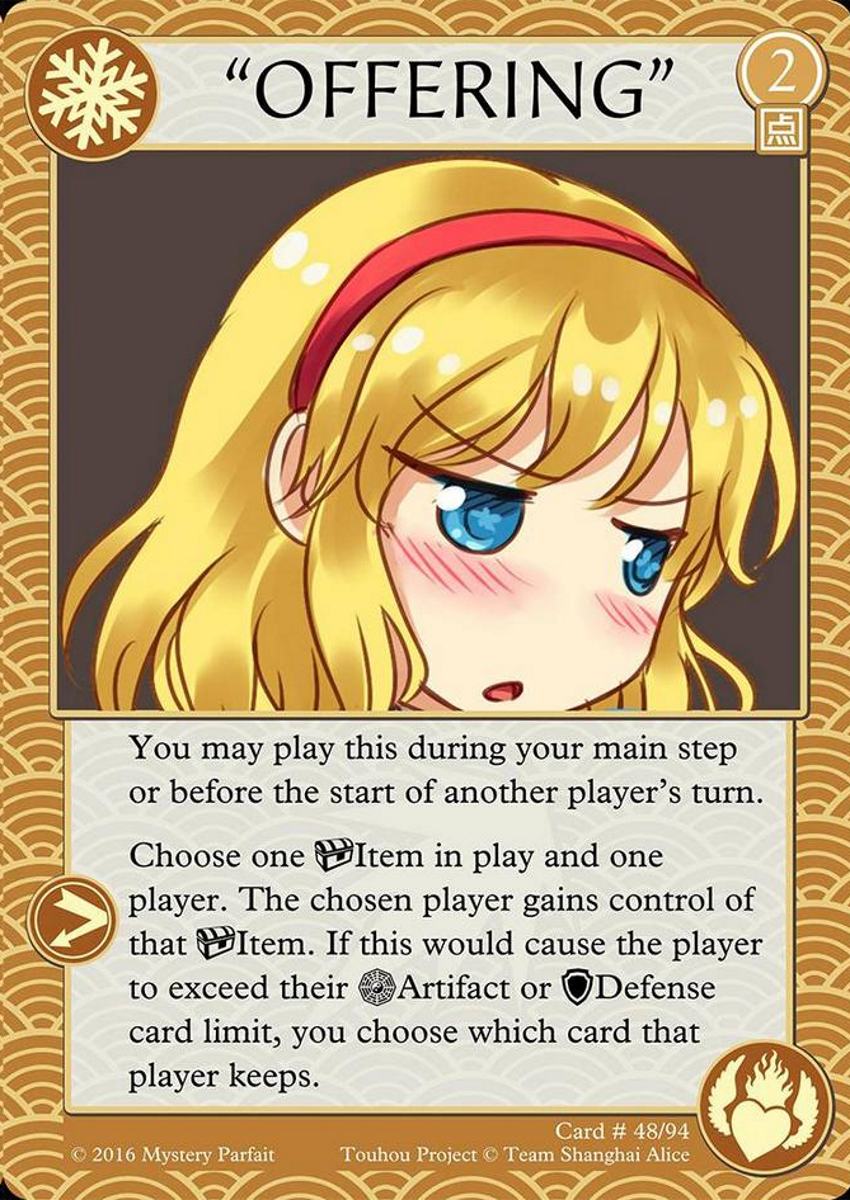 “OFFERING”
2
点
You may play this during your main step
or before the start of another player’s turn.
Choose one Item in play and one
player. The chosen player gains control of
that Item. If this would cause the player
to exceed their Artifact or Defense
card limit, you choose which card that
player keeps.
Card # 48/94
© 2016 Mystery Parfait
Touhou Project © Team Shanghai Alice